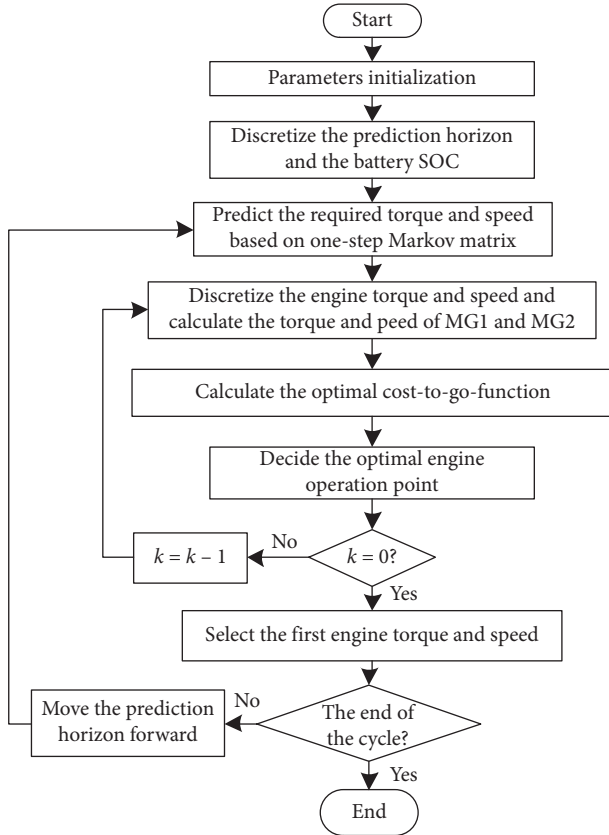 Start
Parameters initialization
Discretize the prediction horizon
and the battery SOC
Predict the required torque and speed
based on one-step Markov matrix
Discretize the engine torque and speed and
calculate the torque and peed of MG1 and MG2
Calculate the optimal cost-to-go-function
Decide the optimal engine
operation point
k = k – 1
No
k = 0?
Yes
Select the first engine torque and speed
Move the prediction
horizon forward
No
The end of
the cycle?
Yes
End